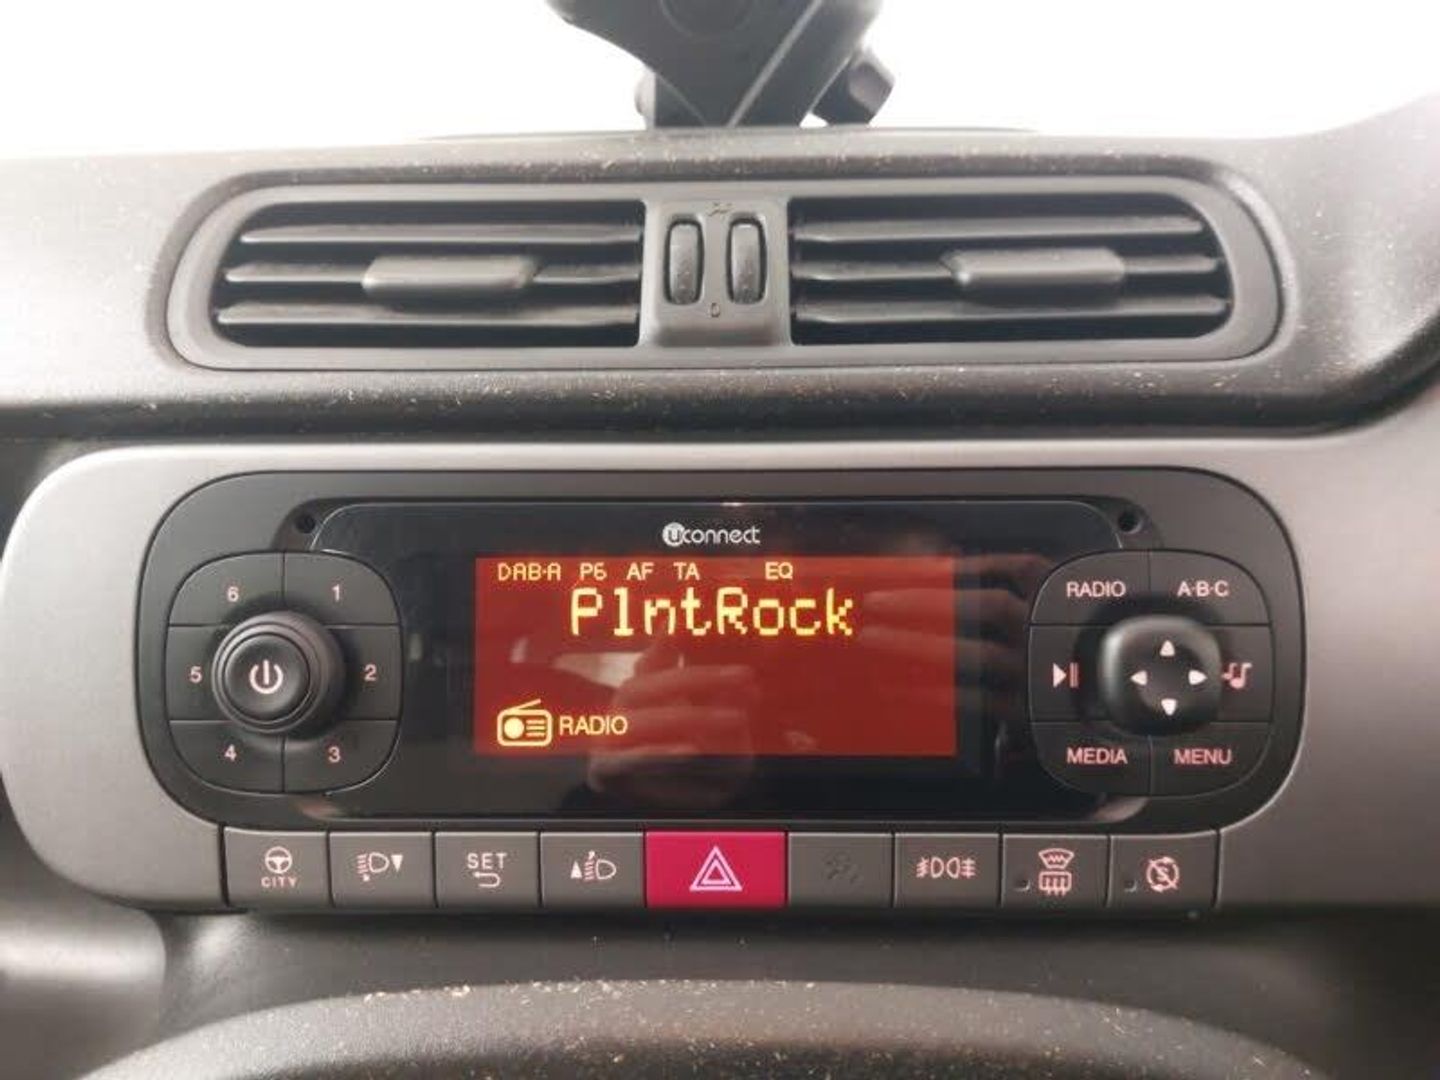 uconnect
DAB·A P6 AF TA EQ
PlntRock
RADIO
6 1
5 2
4 3
RADIO A·B·C
MEDIA MENU
CITY
SET
0